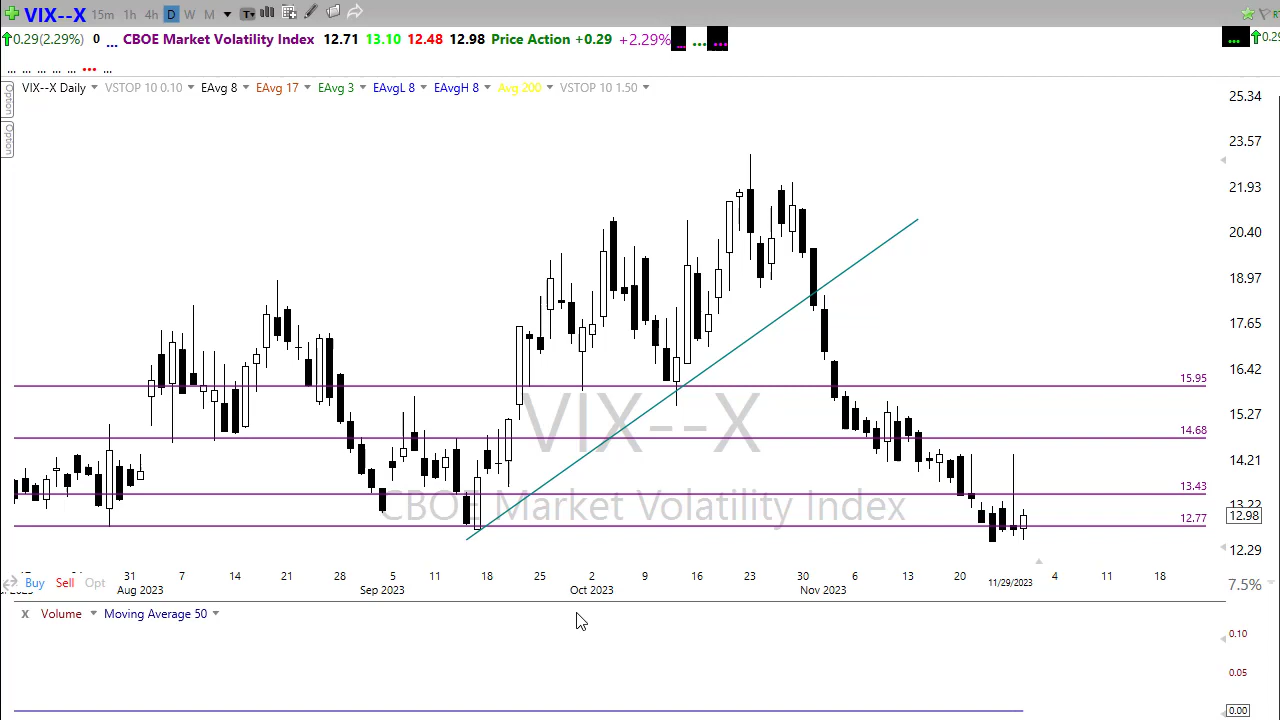 VIX--X 15m 1h 4h D W M T
0.29(2.29%) 0 ... CBOE Market Volatility Index 12.71 13.10 12.48 12.98 Price Action +0.29 +2.29% ... ... ... ... 0.29
... ... ... ... ... ... ...
VIX--X Daily VSTOP 10 0.10 EAvg 8 EAvg 17 EAvg 3 EAvgL 8 EAvgH 8 Avg 200 VSTOP 10 1.50
Option
Option
25.34
23.57
21.93
20.40
18.97
17.65
15.95
16.42
VIX--X
15.27
14.68
14.21
13.43
CBOE Market Volatility Index
13.22
12.98
12.77
12.29
31 7 14 21 28 5 11 18 25 2 9 16 23 30 6 13 20 11/29/2023 4 11 18
Buy Sell Opt
7.5%
Aug 2023 Sep 2023 Oct 2023 Nov 2023
X Volume Moving Average 50
0.10
0.05
0.00